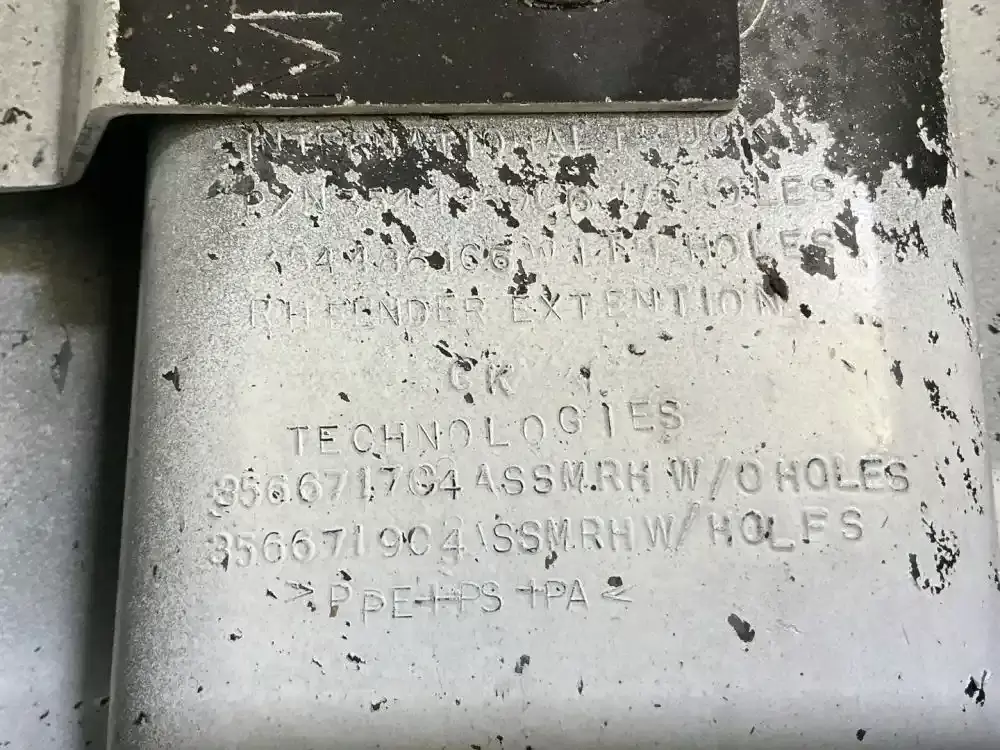 INTERNATIONAL TRUCK
HOLES
HOLES
RH FENDER EXTENTION
CK
TECHNOLOGIES
3566717C4 ASSM.RH W/O HOLES
3566719C4 ASSM.RH W/HOLES
>PPE+PS+PA<